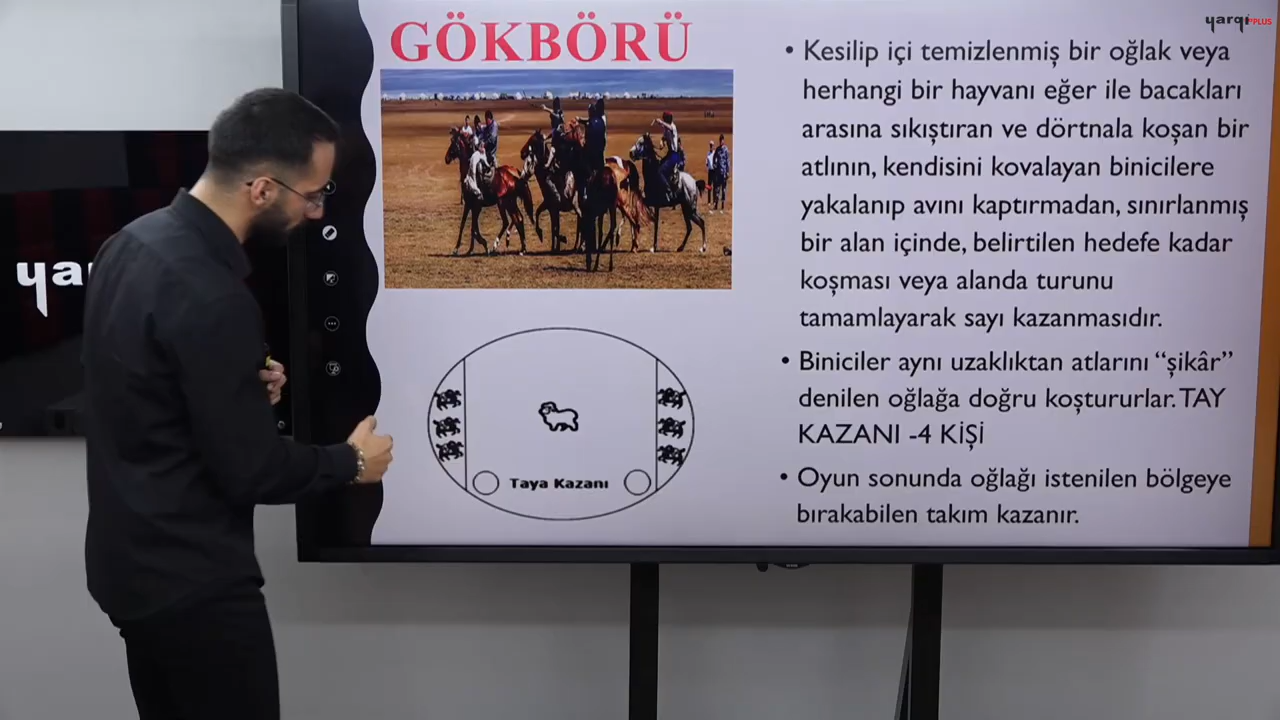 yarqı PLUS
GÖKBÖRÜ
• Kesilip içi temizlenmiş bir oğlak veya
herhangi bir hayvanı eğer ile bacakları
arasına sıkıştıran ve dörtnala koşan bir
atlının, kendisini kovalayan binicilere
yakalanıp avını kaptırmadan, sınırlanmış
bir alan içinde, belirtilen hedefe kadar
koşması veya alanda turunu
tamamlayarak sayı kazanmasıdır.
• Biniciler aynı uzaklıktan atlarını “şikâr”
denilen oğlağa doğru koştururlar. TAY
KAZANI -4 KİŞİ
• Oyun sonunda oğlağı istenilen bölgeye
bırakabilen takım kazanır.
Taya Kazanı
ya